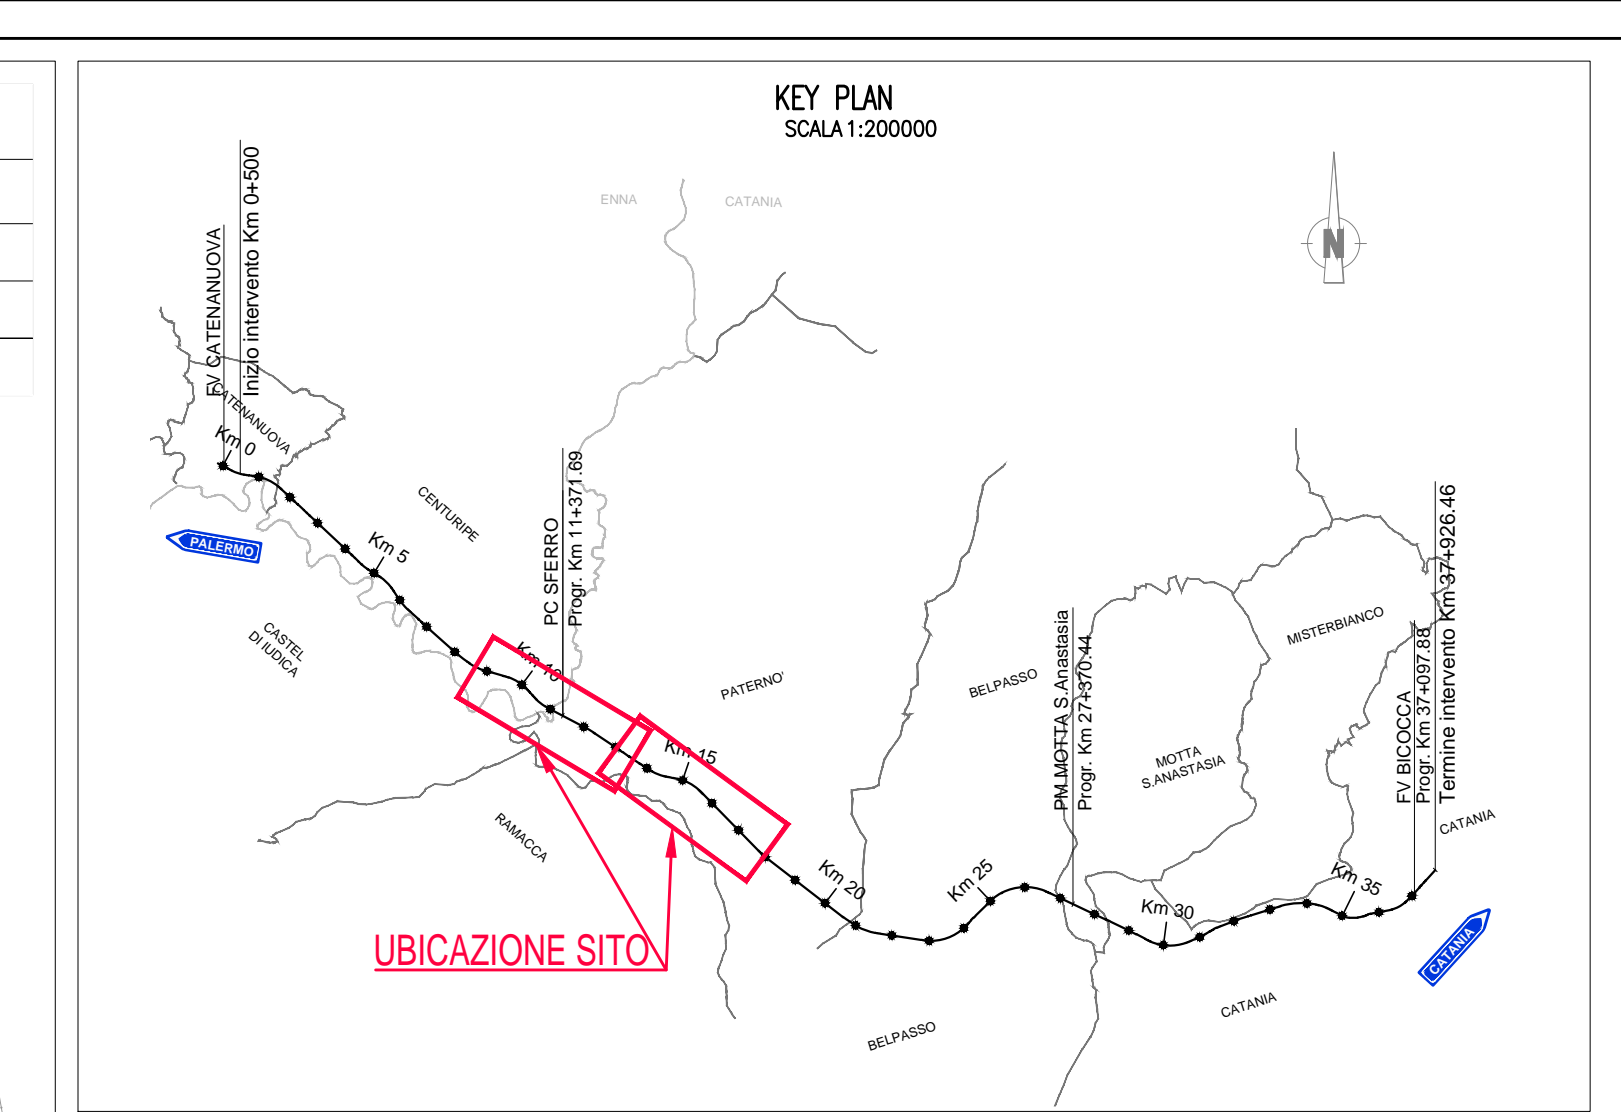 KEY PLAN
SCALA 1:200000
ENNA
CATANIA
N
FV CATENANUOVA
Inizio intervento Km 0+500
CATENANUOVA
Km 0
PALERMO
CENTURIPE
Km 5
CASTEL
DI IUDICA
PC SFERRO
Progr. Km 11+371.69
Km 10
Km 15
PATERNO'
RAMACCA
UBICAZIONE SITO
Km 20
BELPASSO
Km 25
PM MOTTA S.Anastasia
Progr. Km 27+370.44
MOTTA
S.ANASTASIA
MISTERBIANCO
Km 30
Km 35
FV BICOCCA
Progr. Km 37+097.88
Termine intervento Km 37+926.46
CATANIA
CATANIA
CATANIA
BELPASSO